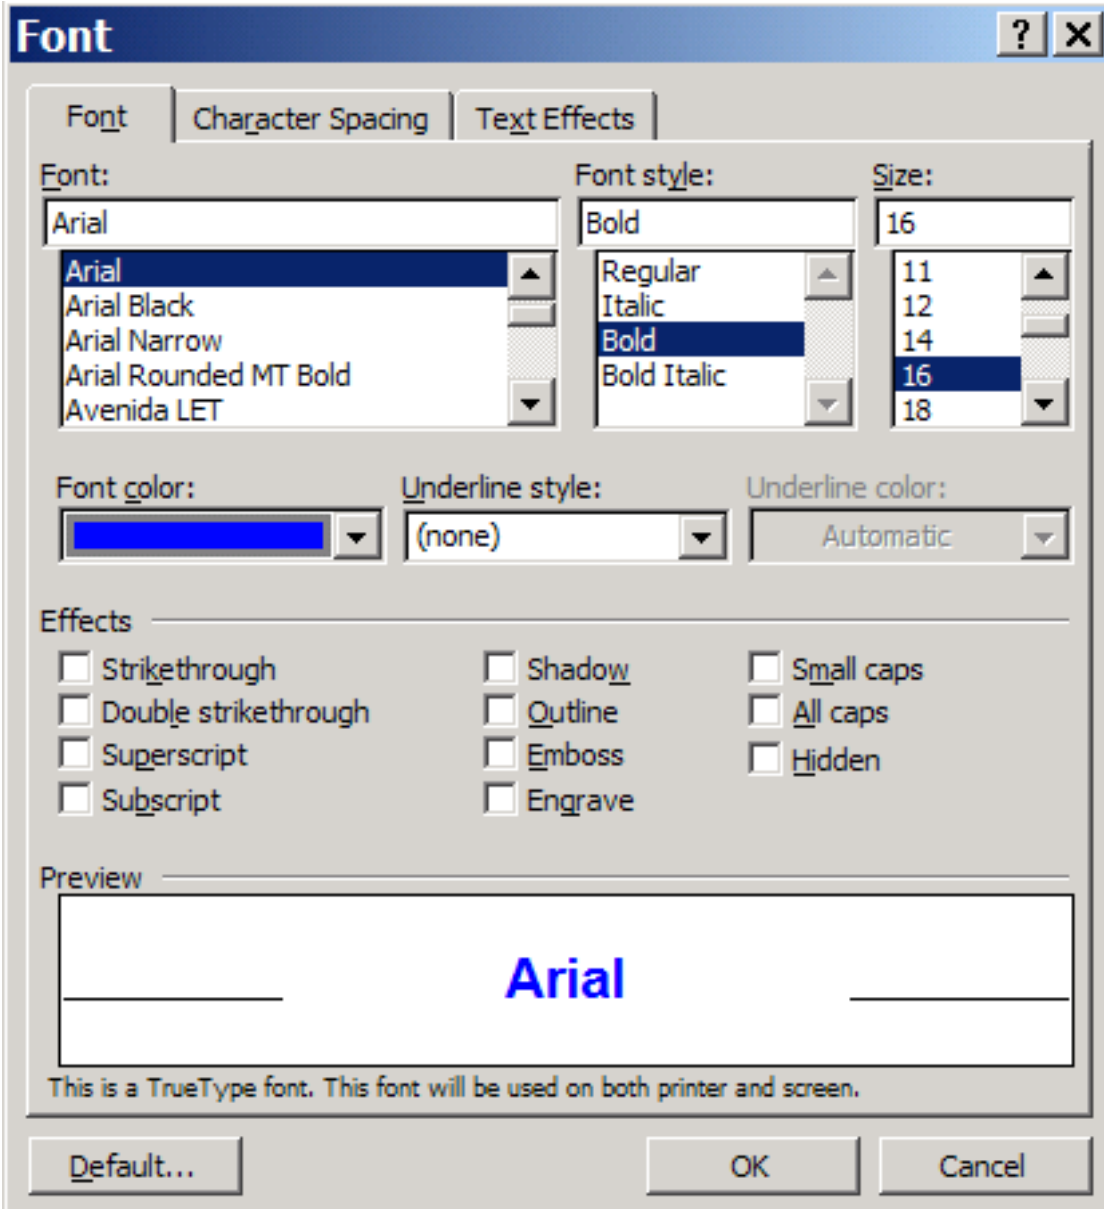 Font
Font Character Spacing Text Effects
Font: Font style: Size:
Arial Bold 16
Arial Regular 11
Arial Black Italic 12
Arial Narrow Bold 14
Arial Rounded MT Bold Bold Italic 16
Avenida LET 18
Font color: Underline style: Underline color:
(none) Automatic
Effects
Strikethrough Shadow Small caps
Double strikethrough Outline All caps
Superscript Emboss Hidden
Subscript Engrave
Preview
Arial
This is a TrueType font. This font will be used on both printer and screen.
Default... OK Cancel